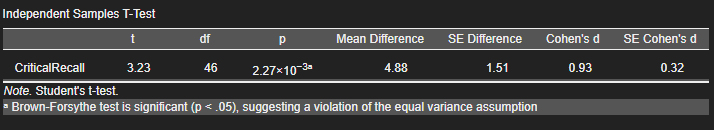 Independent Samples T-Test
t df p Mean Difference SE Difference Cohen's d SE Cohen's d
CriticalRecall 3.23 46 2.27×10⁻³ᵃ 4.88 1.51 0.93 0.32
Note. Student's t-test.
ᵃ Brown-Forsythe test is significant (p < .05), suggesting a violation of the equal variance assumption